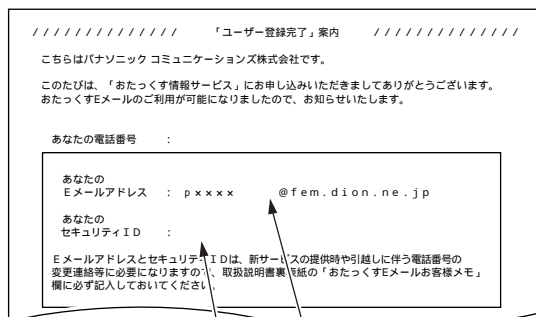 / / / / / / / / / / / / / / 「ユーザー登録完了」案内 / / / / / / / / / / / / / /
こちらはパナソニック コミュニケーションズ株式会社です。
このたびは、「おたっくす情報サービス」にお申し込みいただきましてありがとうございます。
おたっくすEメールのご利用が可能になりましたので、お知らせいたします。
あなたの電話番号 :
あなたの
Eメールアドレス : p××××　　@fem.dion.ne.jp
あなたの
セキュリティID :
EメールアドレスとセキュリティIDは、新サービスの提供時や引越しに伴う電話番号の
変更連絡等に必要になりますので、取扱説明書裏表紙の「おたっくすEメールお客様メモ」
欄に必ず記入しておいてください。